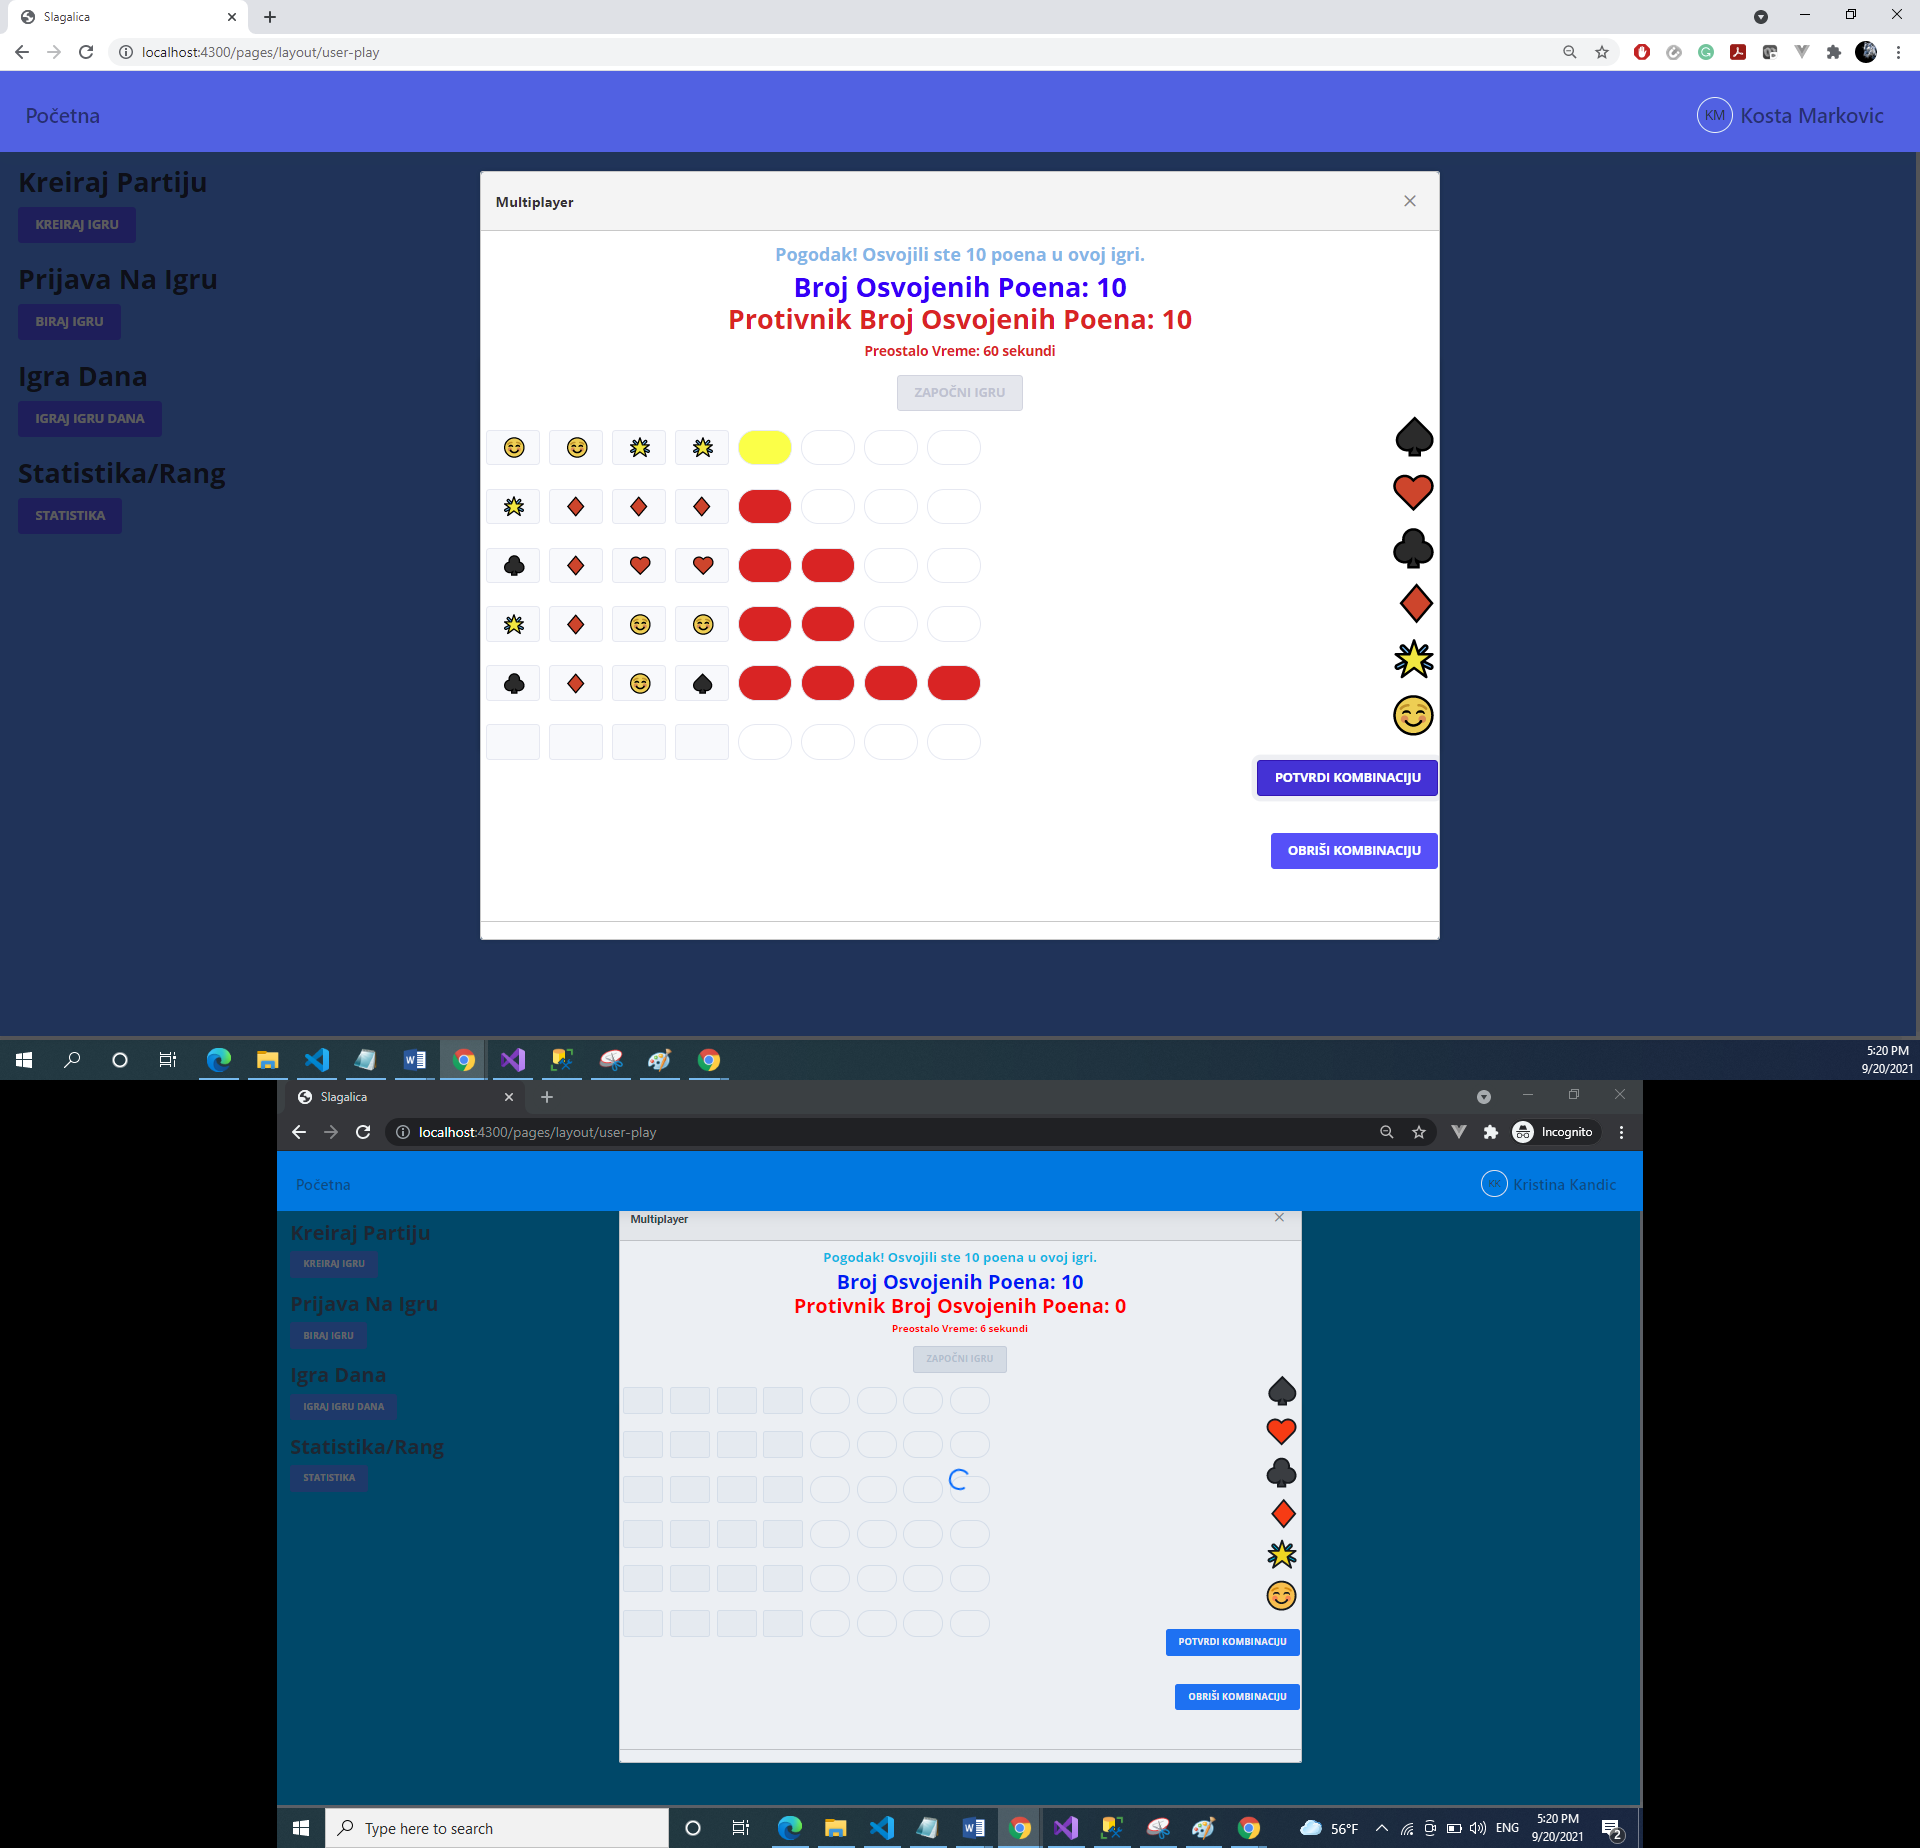 Slagalica
localhost:4300/pages/layout/user-play
Početna
KM Kosta Markovic
Kreiraj Partiju
KREIRAJ IGRU
Prijava Na Igru
BIRAJ IGRU
Igra Dana
IGRAJ IGRU DANA
Statistika/Rang
STATISTIKA
Multiplayer
Pogodak! Osvojili ste 10 poena u ovoj igri.
Broj Osvojenih Poena: 10
Protivnik Broj Osvojenih Poena: 10
Preostalo Vreme: 60 sekundi
ZAPOČNI IGRU
POTVRDI KOMBINACIJU
OBRIŠI KOMBINACIJU
5:20 PM
9/20/2021
Slagalica
localhost:4300/pages/layout/user-play
Incognito
Početna
KK Kristina Kandic
Kreiraj Partiju
KREIRAJ IGRU
Prijava Na Igru
BIRAJ IGRU
Igra Dana
IGRAJ IGRU DANA
Statistika/Rang
STATISTIKA
Multiplayer
Pogodak! Osvojili ste 10 poena u ovoj igri.
Broj Osvojenih Poena: 10
Protivnik Broj Osvojenih Poena: 0
Preostalo Vreme: 6 sekundi
ZAPOČNI IGRU
POTVRDI KOMBINACIJU
OBRIŠI KOMBINACIJU
Type here to search
56°F
ENG
5:20 PM
9/20/2021
2